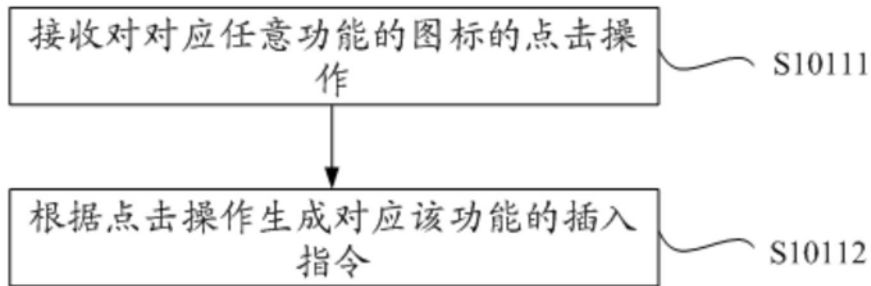 接收对对应任意功能的图标的点击操
作
S10111
根据点击操作生成对应该功能的插入
指令
S10112